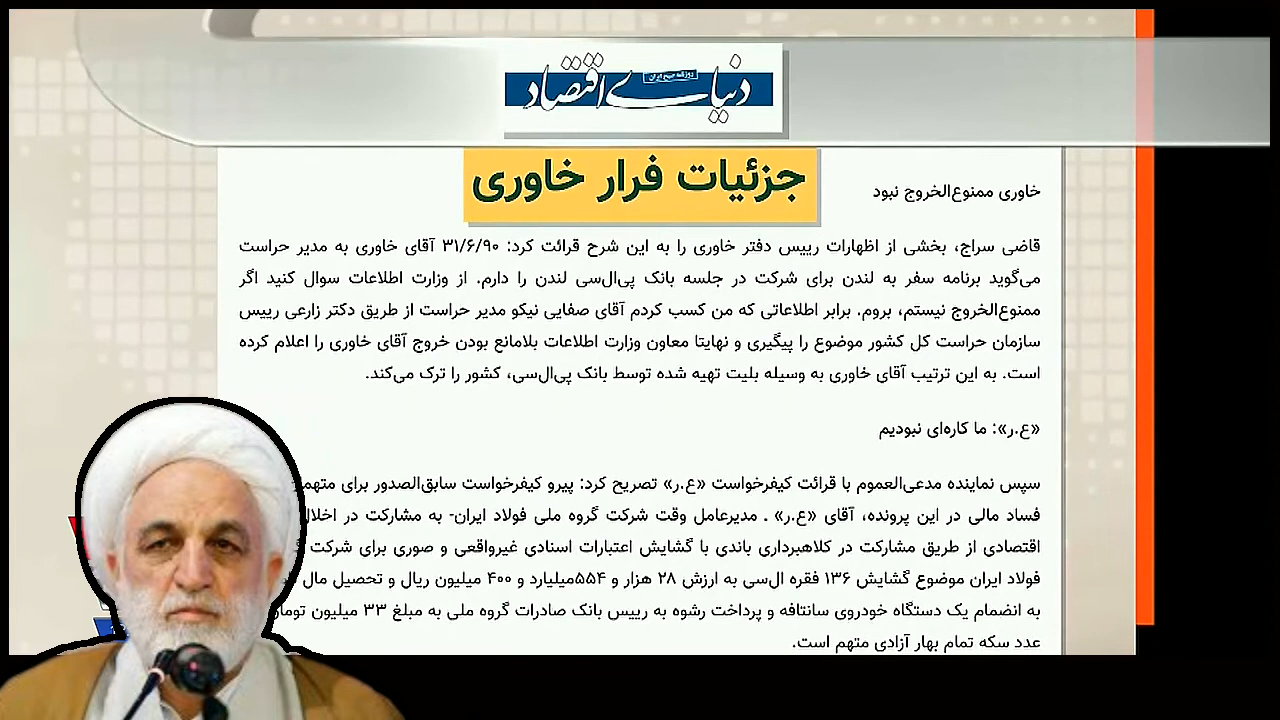 دنیای اقتصاد
روزنامه صبح ایران
جزئیات فرار خاوری
خاوری ممنوع‌الخروج نبود
قاضی سراج، بخشی از اظهارات رییس دفتر خاوری را به این شرح قرائت کرد: ۳۱/۶/۹۰ آقای خاوری به مدیر حراست
می‌گوید برنامه سفر به لندن برای شرکت در جلسه بانک پی‌ال‌سی لندن را دارم. از وزارت اطلاعات سوال کنید اگر
ممنوع‌الخروج نیستم، بروم. برابر اطلاعاتی که من کسب کردم آقای صفایی نیکو مدیر حراست از طریق دکتر زارعی رییس
سازمان حراست کل کشور موضوع را پیگیری و نهایتا معاون وزارت اطلاعات بلامانع بودن خروج آقای خاوری را اعلام کرده
است. به این ترتیب آقای خاوری به وسیله بلیت تهیه شده توسط بانک پی‌ال‌سی، کشور را ترک می‌کند.
«ع.ر»: ما کاره‌ای نبودیم
سپس نماینده مدعی‌العموم با قرائت کیفرخواست «ع.ر» تصریح کرد: پیرو کیفرخواست سابق‌الصدور برای متهم
فساد مالی در این پرونده، آقای «ع.ر» . مدیرعامل وقت شرکت گروه ملی فولاد ایران- به مشارکت در اخلال
اقتصادی از طریق مشارکت در کلاهبرداری باندی با گشایش اعتبارات اسنادی غیرواقعی و صوری برای شرکت
فولاد ایران موضوع گشایش ۱۳۶ فقره ال‌سی به ارزش ۲۸ هزار و ۵۵۴میلیارد و ۴۰۰ میلیون ریال و تحصیل مال
به انضمام یک دستگاه خودروی سانتافه و پرداخت رشوه به رییس بانک صادرات گروه ملی به مبلغ ۳۳ میلیون تومان
عدد سکه تمام بهار آزادی متهم است.